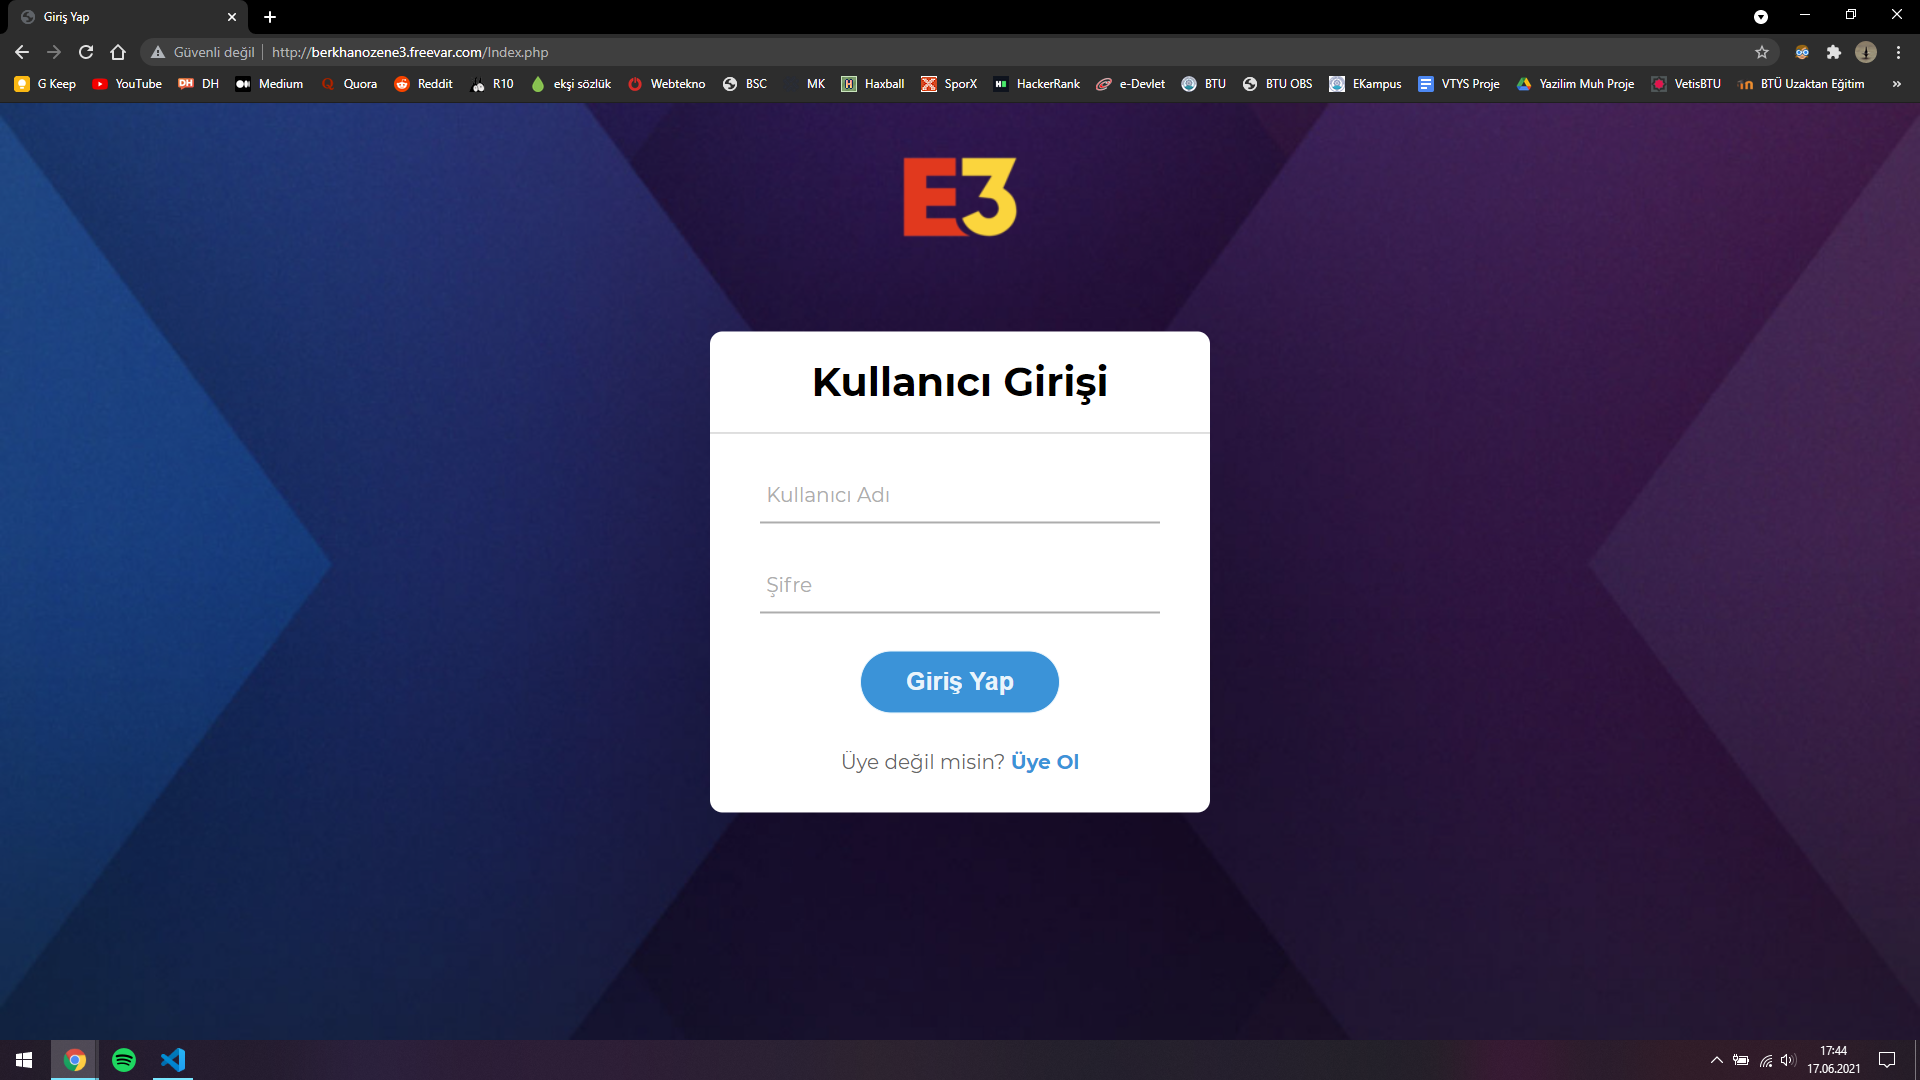 Giriş Yap
Güvenli değil http://berkhanozene3.freevar.com/Index.php
G Keep YouTube DH Medium Quora Reddit R10 ekşi sözlük Webtekno BSC MK Haxball SporX HackerRank e-Devlet BTU BTU OBS EKampus VTYS Proje Yazilim Muh Proje VetisBTU BTÜ Uzaktan Eğitim »
E3
Kullanıcı Girişi
Kullanıcı Adı
Şifre
Giriş Yap
Üye değil misin? Üye Ol
17:44
17.06.2021